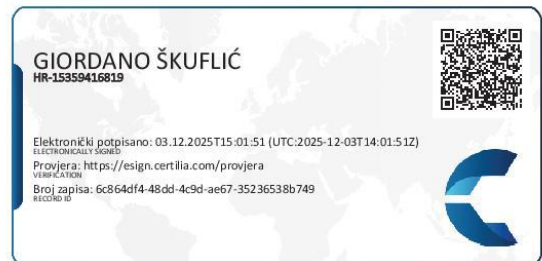 GIORDANO ŠKUFLIĆ
HR-15359416819
Elektronički potpisano: 03.12.2025T15:01:51 (UTC:2025-12-03T14:01:51Z)
ELECTRONICALLY SIGNED
Provjera: https://esign.certilia.com/provjera
VERIFICATION
Broj zapisa: 6c864df4-48dd-4c9d-ae67-35236538b749
RECORD ID